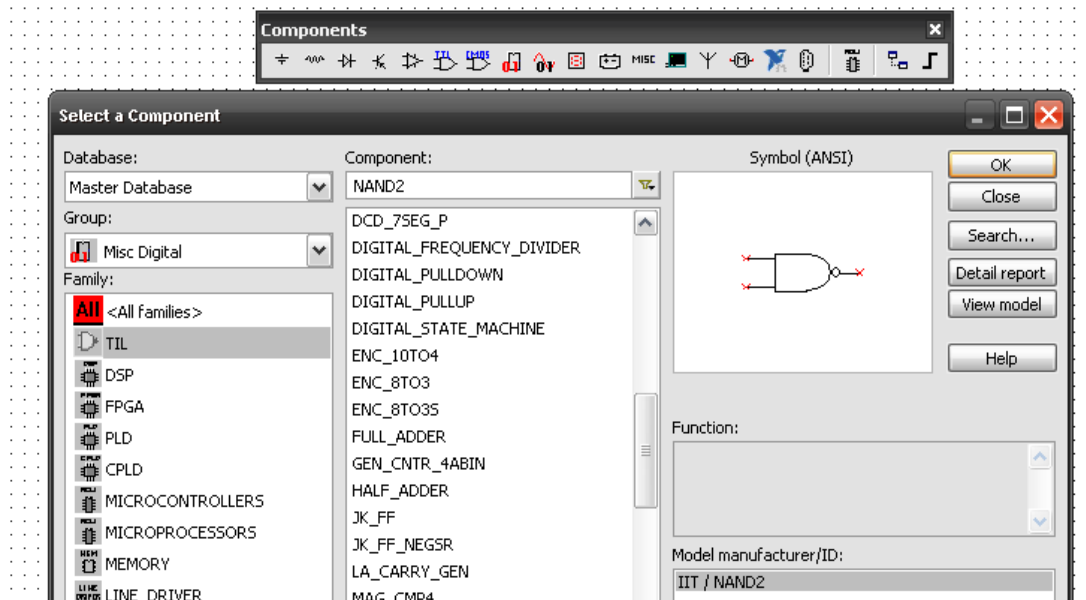 Components
TTL
CMOS
MISC
Select a Component
Database:
Master Database
Group:
Misc Digital
Family:
All <All families>
TIL
DSP
FPGA
PLD
CPLD
MICROCONTROLLERS
MICROPROCESSORS
MEMORY
LINE_DRIVER
Component:
NAND2
DCD_7SEG_P
DIGITAL_FREQUENCY_DIVIDER
DIGITAL_PULLDOWN
DIGITAL_PULLUP
DIGITAL_STATE_MACHINE
ENC_10TO4
ENC_8TO3
ENC_8TO3S
FULL_ADDER
GEN_CNTR_4ABIN
HALF_ADDER
JK_FF
JK_FF_NEGSR
LA_CARRY_GEN
MAG_CMP4
Symbol (ANSI)
OK
Close
Search...
Detail report
View model
Help
Function:
Model manufacturer/ID:
IIT / NAND2